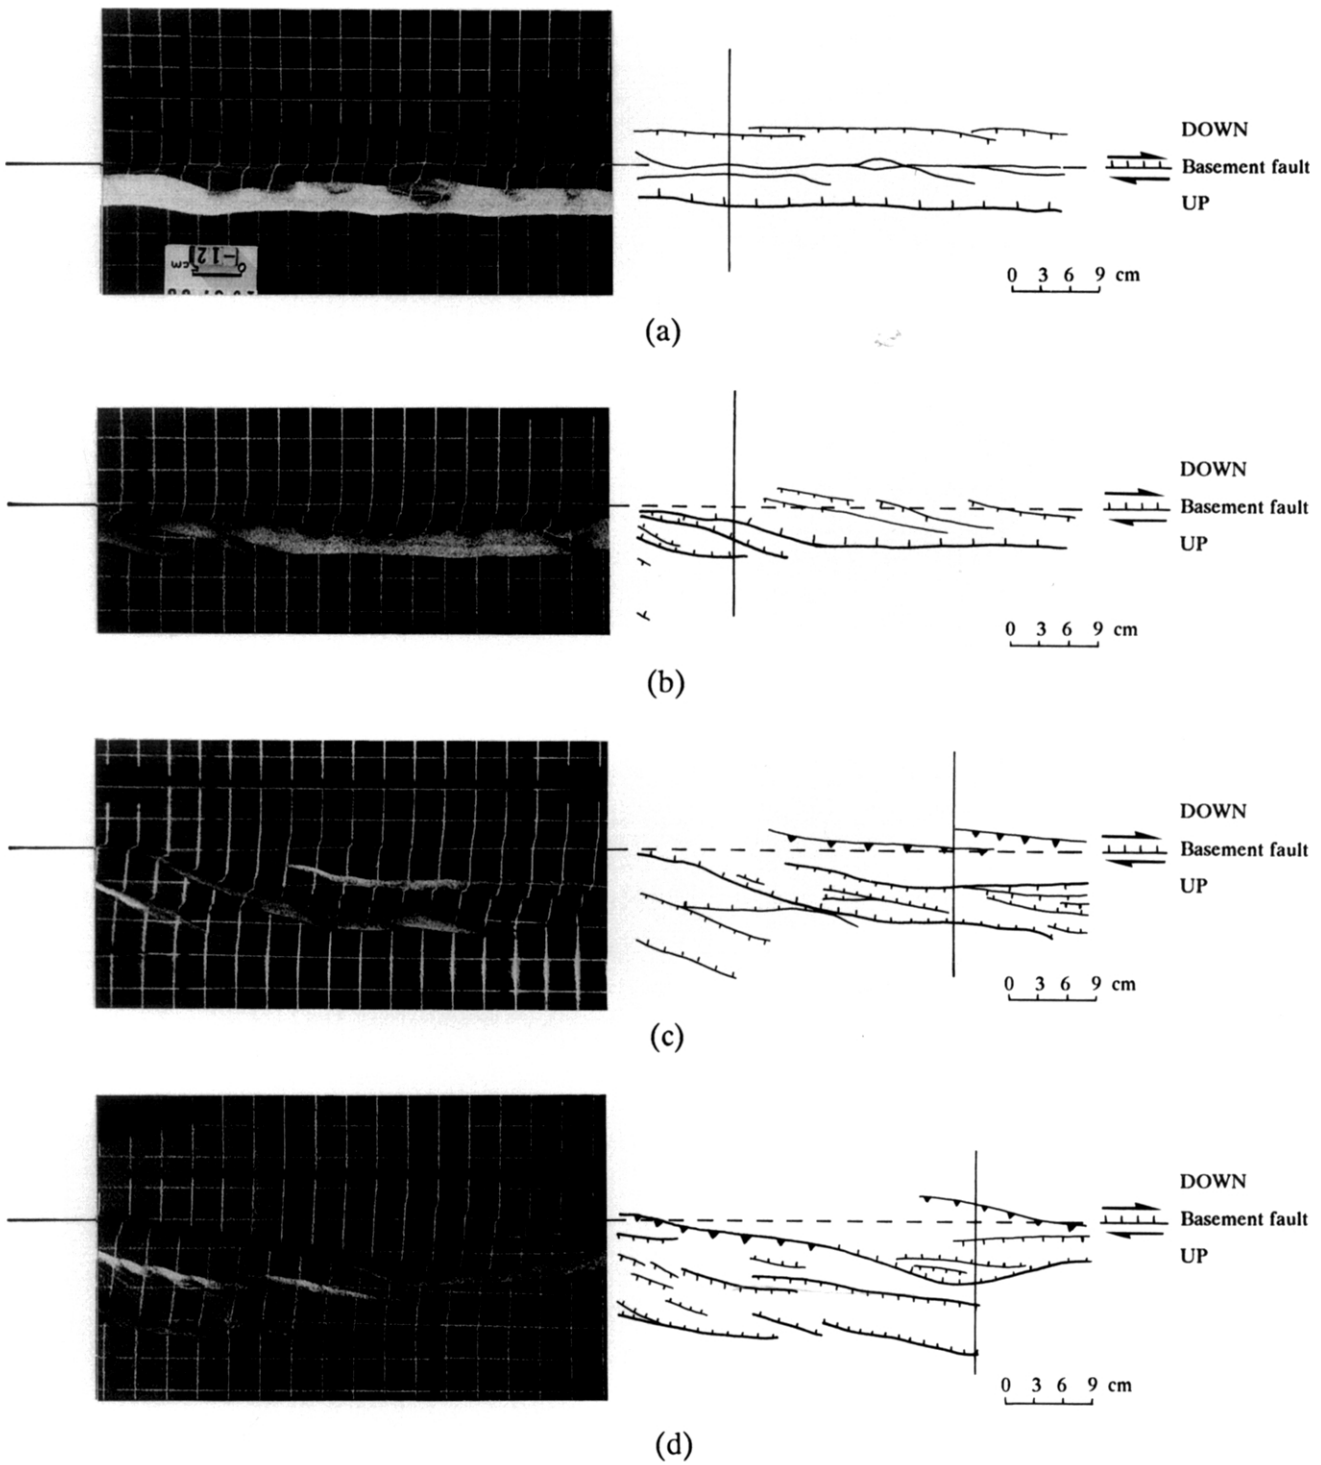 DOWN
Basement fault
UP
0 3 6 9 cm
(a)
DOWN
Basement fault
UP
0 3 6 9 cm
(b)
DOWN
Basement fault
UP
0 3 6 9 cm
(c)
DOWN
Basement fault
UP
0 3 6 9 cm
(d)